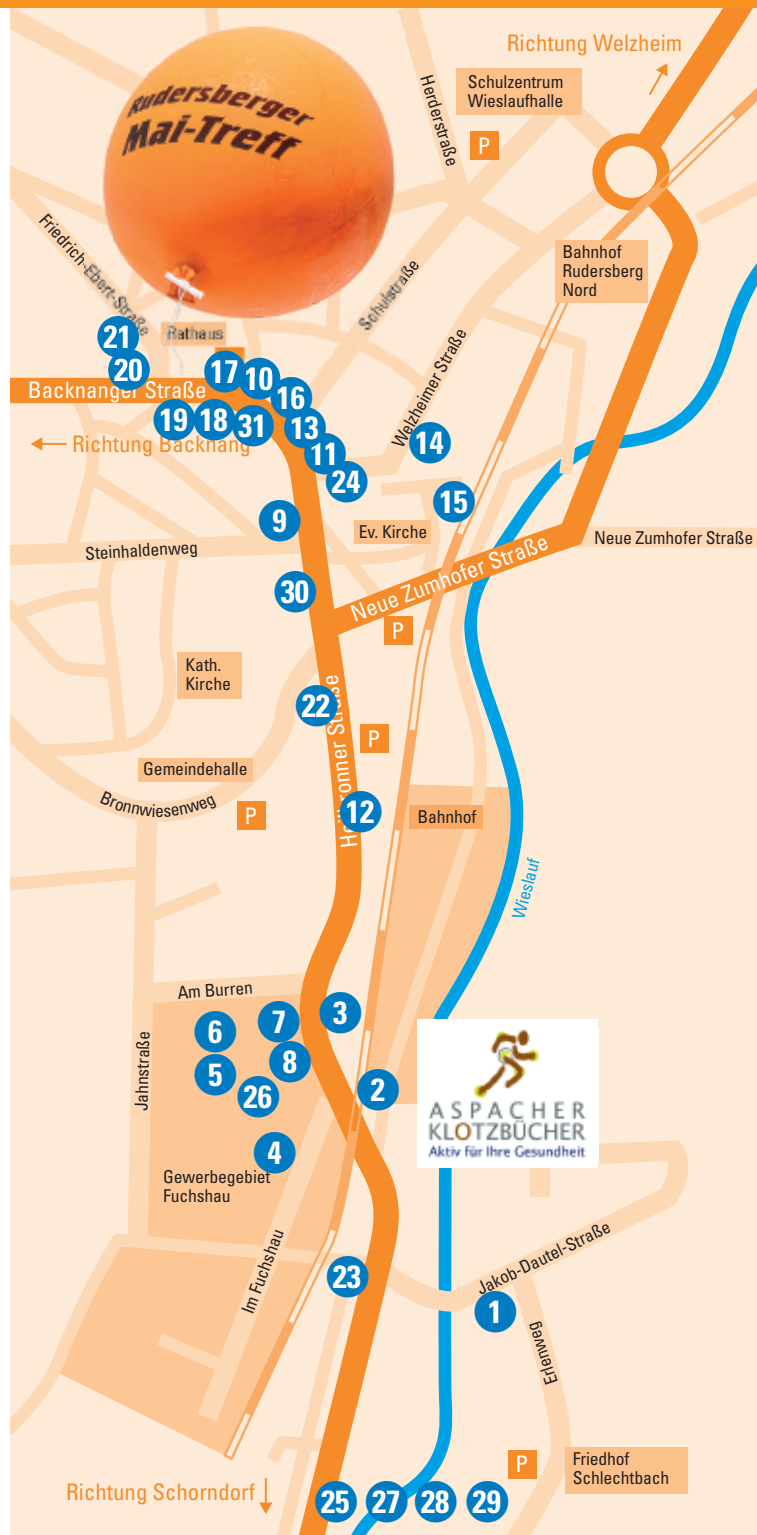 Richtung Welzheim
Rudersberger
Mai-Treff
Herderstraße
Schulzentrum
Wieslaufhalle
P
Friedrich-Ebert-Straße
Schulstraße
Bahnhof
Rudersberg
Nord
Rathaus
Welzheimer Straße
21
20
17
10
16
Backnanger Straße
19
18
31
13
11
14
← Richtung Backnang
24
15
9
Ev. Kirche
Steinhaldenweg
Neue Zumhofer Straße
Neue Zumhofer Straße
30
P
Kath.
Kirche
22
Heilbronner Straße
P
Gemeindehalle
Bronnwiesenweg
P
12
Bahnhof
Wieslauf
Am Burren
6
7
3
Jahnstraße
5
8
26
2
ASPACHER
KLOTZBÜCHER
Aktiv für Ihre Gesundheit
4
Gewerbegebiet
Fuchshau
Im Fuchshau
23
Jakob-Dautel-Straße
1
Erlenweg
P
Friedhof
Schlechtbach
Richtung Schorndorf ↓
25
27
28
29